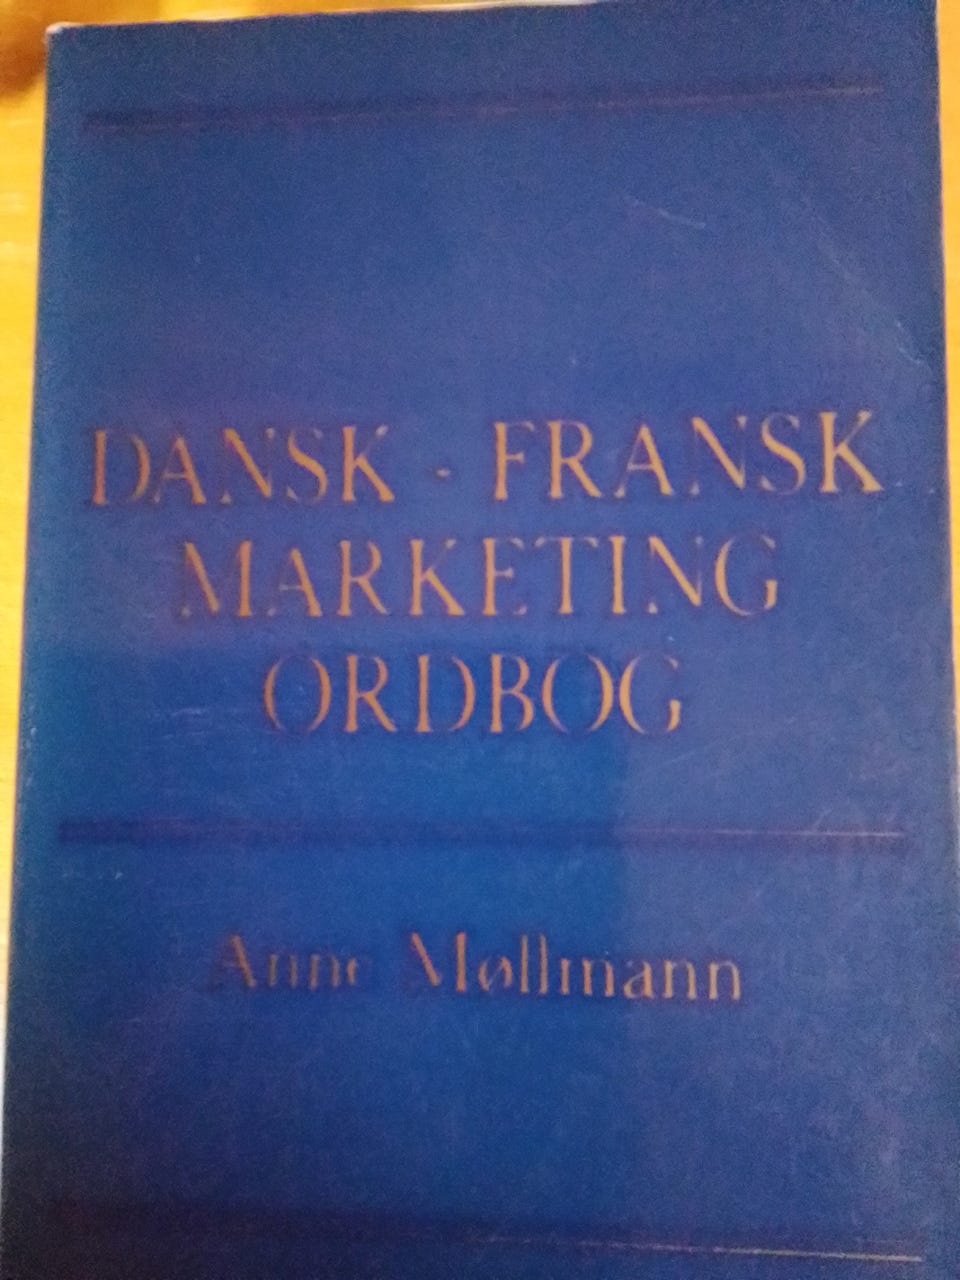 DANSK - FRANSK
MARKETING
ORDBOG
Anne Møllmann